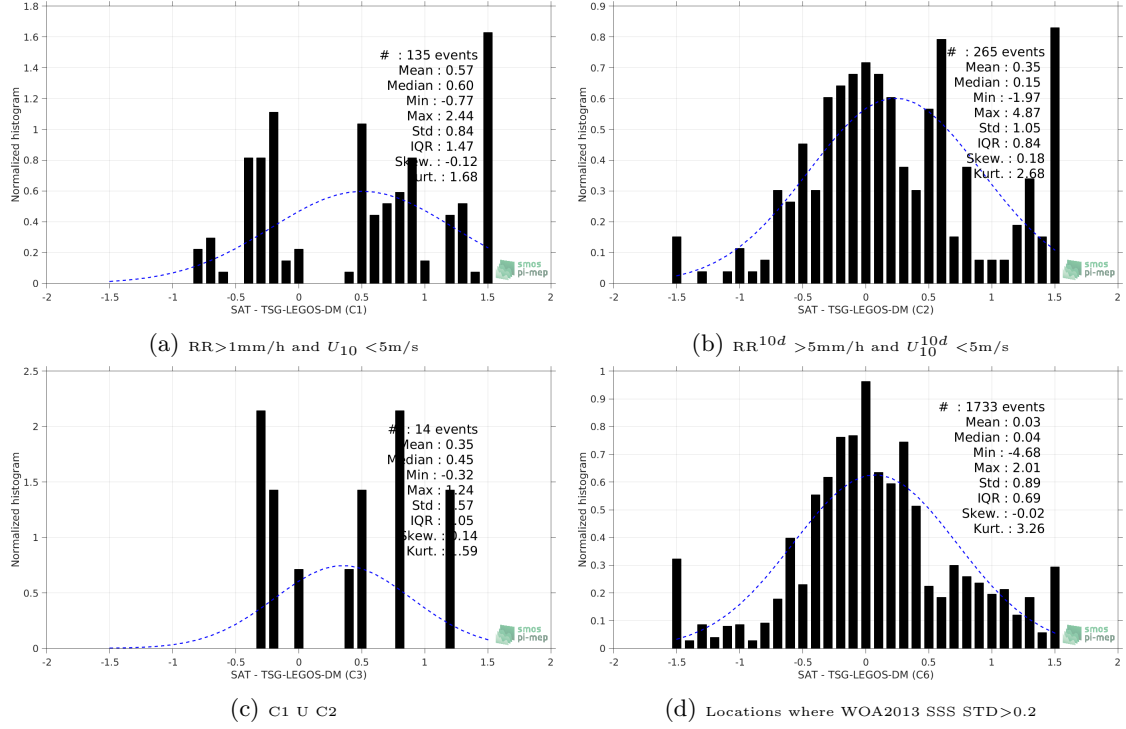 1.8
1.6
1.4
1.2
1
0.8
0.6
0.4
0.2
0
-2
-1.5
-1
-0.5
0
0.5
1
1.5
2
Normalized histogram
SAT - TSG-LEGOS-DM (C1)
# : 135 events
Mean : 0.57
Median : 0.60
Min : -0.77
Max : 2.44
Std : 0.84
IQR : 1.47
Skew. : -0.12
Kurt. : 1.68
smos
pi-mep
(a) RR>1mm/h and U10 <5m/s
0.9
0.8
0.7
0.6
0.5
0.4
0.3
0.2
0.1
0
-2
-1.5
-1
-0.5
0
0.5
1
1.5
2
Normalized histogram
SAT - TSG-LEGOS-DM (C2)
# : 265 events
Mean : 0.35
Median : 0.15
Min : -1.97
Max : 4.87
Std : 1.05
IQR : 0.84
Skew. : 0.18
Kurt. : 2.68
smos
pi-mep
(b) RR^10d >5mm/h and U10^10d <5m/s
2.5
2
1.5
1
0.5
0
-2
-1.5
-1
-0.5
0
0.5
1
1.5
2
Normalized histogram
SAT - TSG-LEGOS-DM (C3)
# : 14 events
Mean : 0.35
Median : 0.45
Min : -0.32
Max : 1.24
Std :
IQR :
Skew. :
Kurt. :
smos
pi-mep
(c) C1 U C2
1
0.9
0.8
0.7
0.6
0.5
0.4
0.3
0.2
0.1
0
-2
-1.5
-1
-0.5
0
0.5
1
1.5
2
Normalized histogram
SAT - TSG-LEGOS-DM (C6)
# : 1733 events
Mean : 0.03
Median : 0.04
Min : -4.68
Max : 2.01
Std : 0.89
IQR : 0.69
Skew. : -0.02
Kurt. : 3.26
smos
pi-mep
(d) Locations where WOA2013 SSS STD>0.2